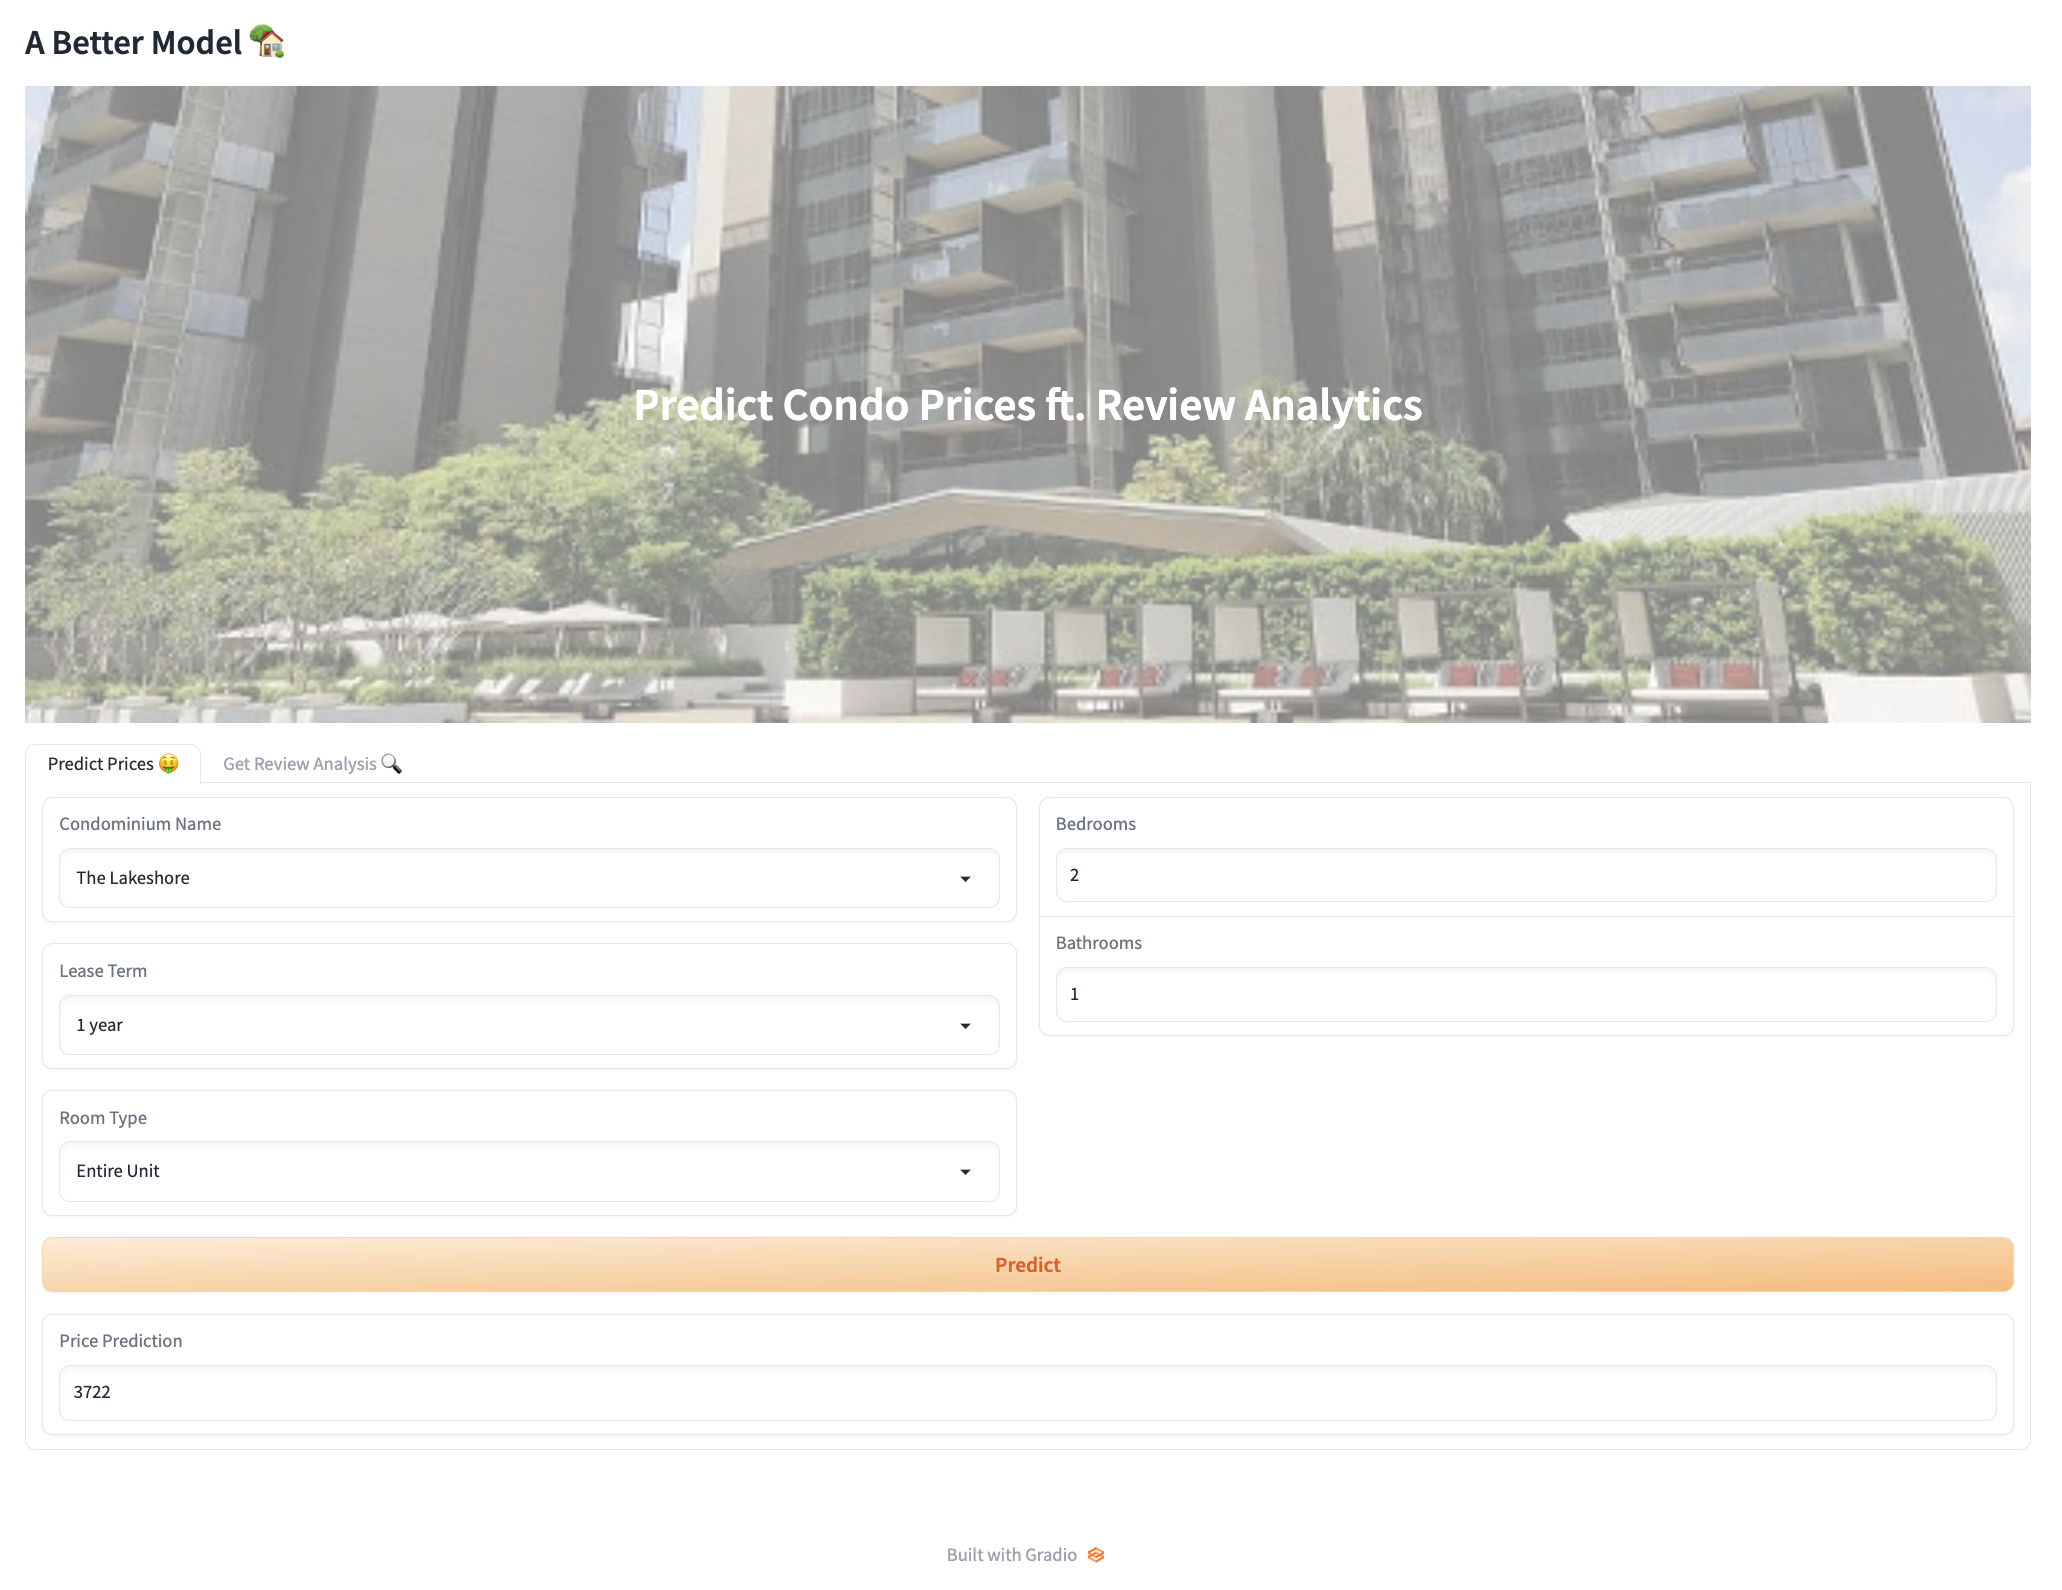 A Better Model 🏡
Predict Condo Prices ft. Review Analytics
Predict Prices 🤑
Get Review Analysis 🔍
Condominium Name
The Lakeshore
Bedrooms
2
Bathrooms
1
Lease Term
1 year
Room Type
Entire Unit
Predict
Price Prediction
3722
Built with Gradio